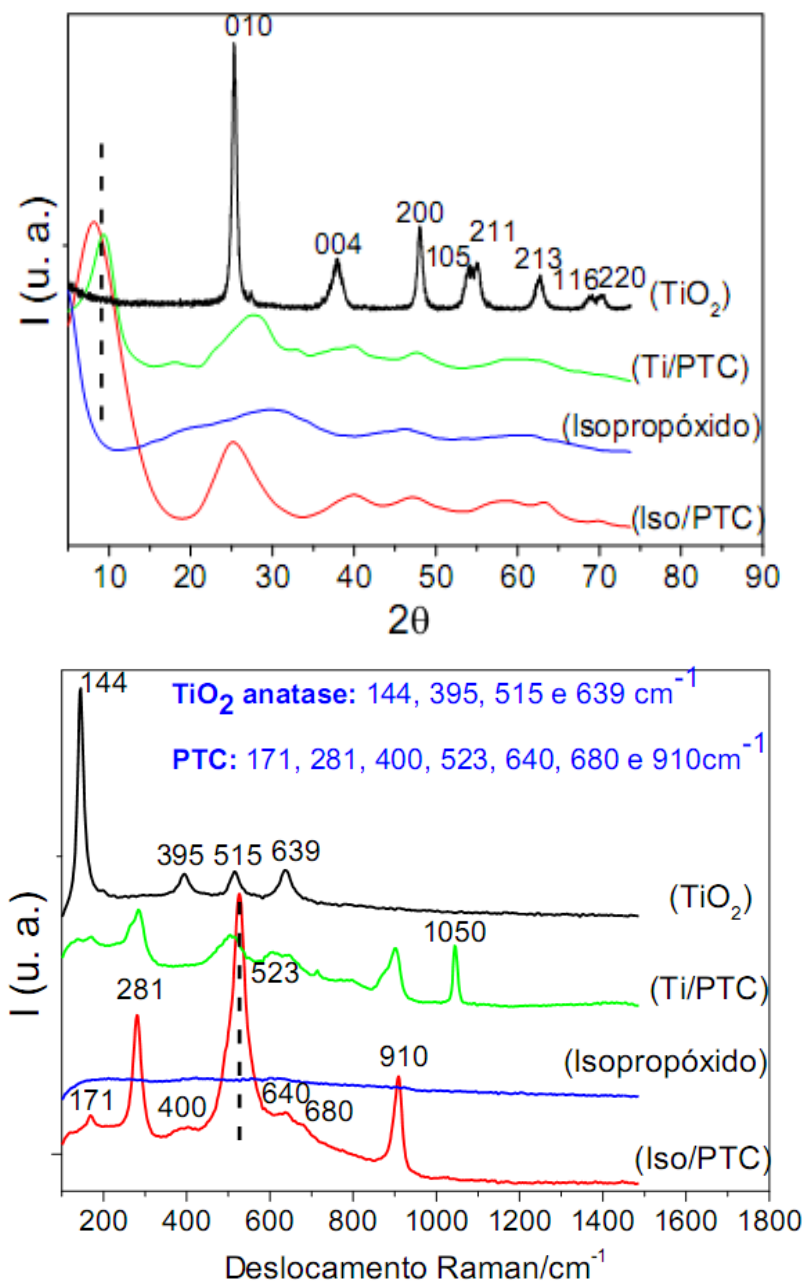 010
004
200
105
211
213
116
220
(TiO₂)
(Ti/PTC)
(Isopropóxido)
(Iso/PTC)
I (u. a.)
10 20 30 40 50 60 70 80 90
2θ
144
TiO₂ anatase: 144, 395, 515 e 639 cm⁻¹
PTC: 171, 281, 400, 523, 640, 680 e 910cm⁻¹
395 515 639
(TiO₂)
1050
523
(Ti/PTC)
281
(Isopropóxido)
910
171
400
640
680
(Iso/PTC)
I (u. a.)
200 400 600 800 1000 1200 1400 1600 1800
Deslocamento Raman/cm⁻¹